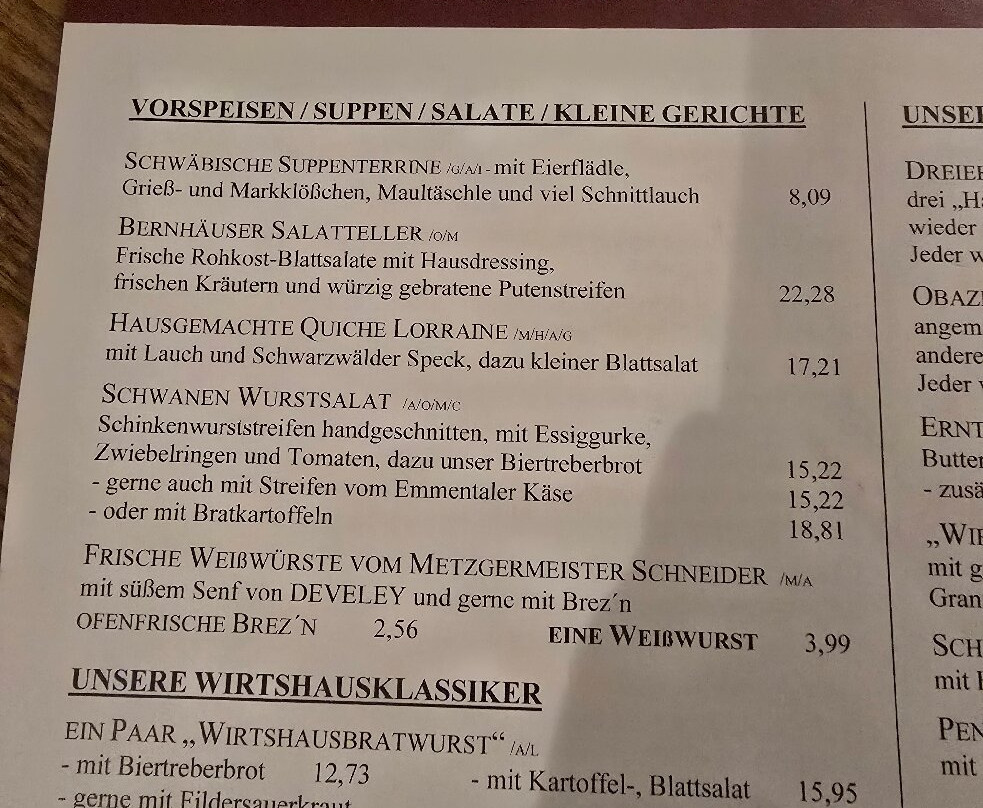 VORSPEISEN / SUPPEN / SALATE / KLEINE GERICHTE
SCHWÄBISCHE SUPPENTERRINE /G/A/I - mit Eierflädle,
Grieß- und Markklößchen, Maultäschle und viel Schnittlauch 8,09
BERNHÄUSER SALATTELLER /O/M
Frische Rohkost-Blattsalate mit Hausdressing,
frischen Kräutern und würzig gebratene Putenstreifen 22,28
HAUSGEMACHTE QUICHE LORRAINE /M/H/A/G
mit Lauch und Schwarzwälder Speck, dazu kleiner Blattsalat 17,21
SCHWANEN WURSTSALAT /A/O/M/C
Schinkenwurststreifen handgeschnitten, mit Essiggurke,
Zwiebelringen und Tomaten, dazu unser Biertreberbrot 15,22
- gerne auch mit Streifen vom Emmentaler Käse 15,22
- oder mit Bratkartoffeln 18,81
FRISCHE WEIßWÜRSTE VOM METZGERMEISTER SCHNEIDER /M/A
mit süßem Senf von DEVELEY und gerne mit Brez´n
OFENFRISCHE BREZ´N 2,56 EINE WEIßWURST 3,99
UNSERE WIRTSHAUSKLASSIKER
EIN PAAR „WIRTSHAUSBRATWURST“ /A/L
- mit Biertreberbrot 12,73 - mit Kartoffel-, Blattsalat 15,95
- gerne mit Fildersauerkraut
UNSER
DREIER
drei „H
wieder
Jeder w
OBAZ
angem
andere
Jeder
ERNT
Butter
- zusä
„WI
mit g
Gran
SCH
mit
PEN
mit